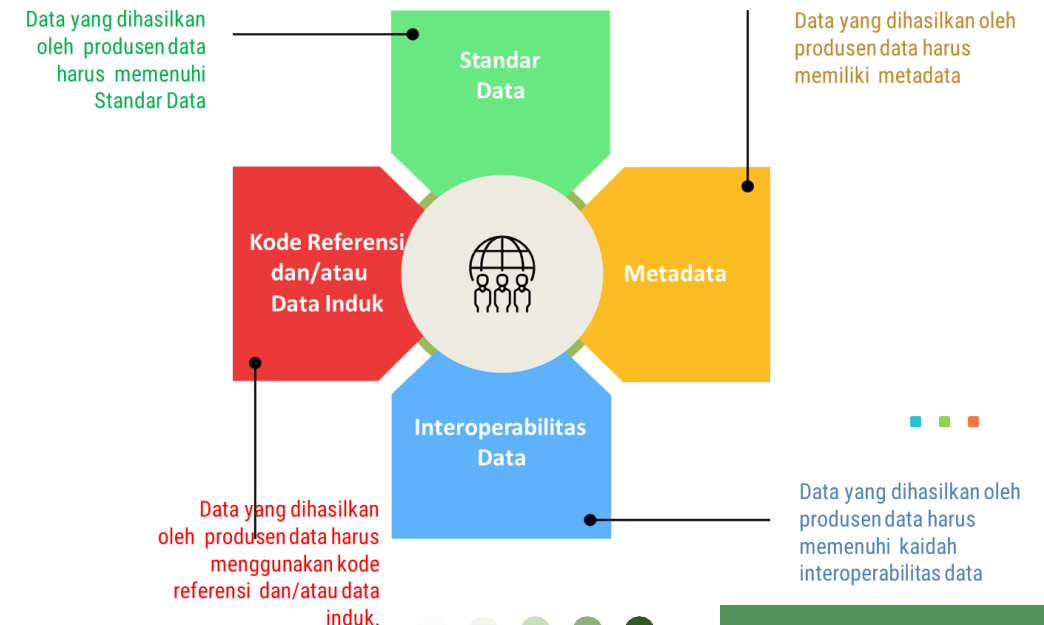 Data yang dihasilkan
oleh produsen data
harus memenuhi
Standar Data
Standar
Data
Data yang dihasilkan oleh
produsen data harus
memiliki metadata
Kode Referensi
dan/atau
Data Induk
Metadata
Interoperabilitas
Data
Data yang dihasilkan
oleh produsen data harus
menggunakan kode
referensi dan/atau data
induk.
Data yang dihasilkan oleh
produsen data harus
memenuhi kaidah
interoperabilitas data